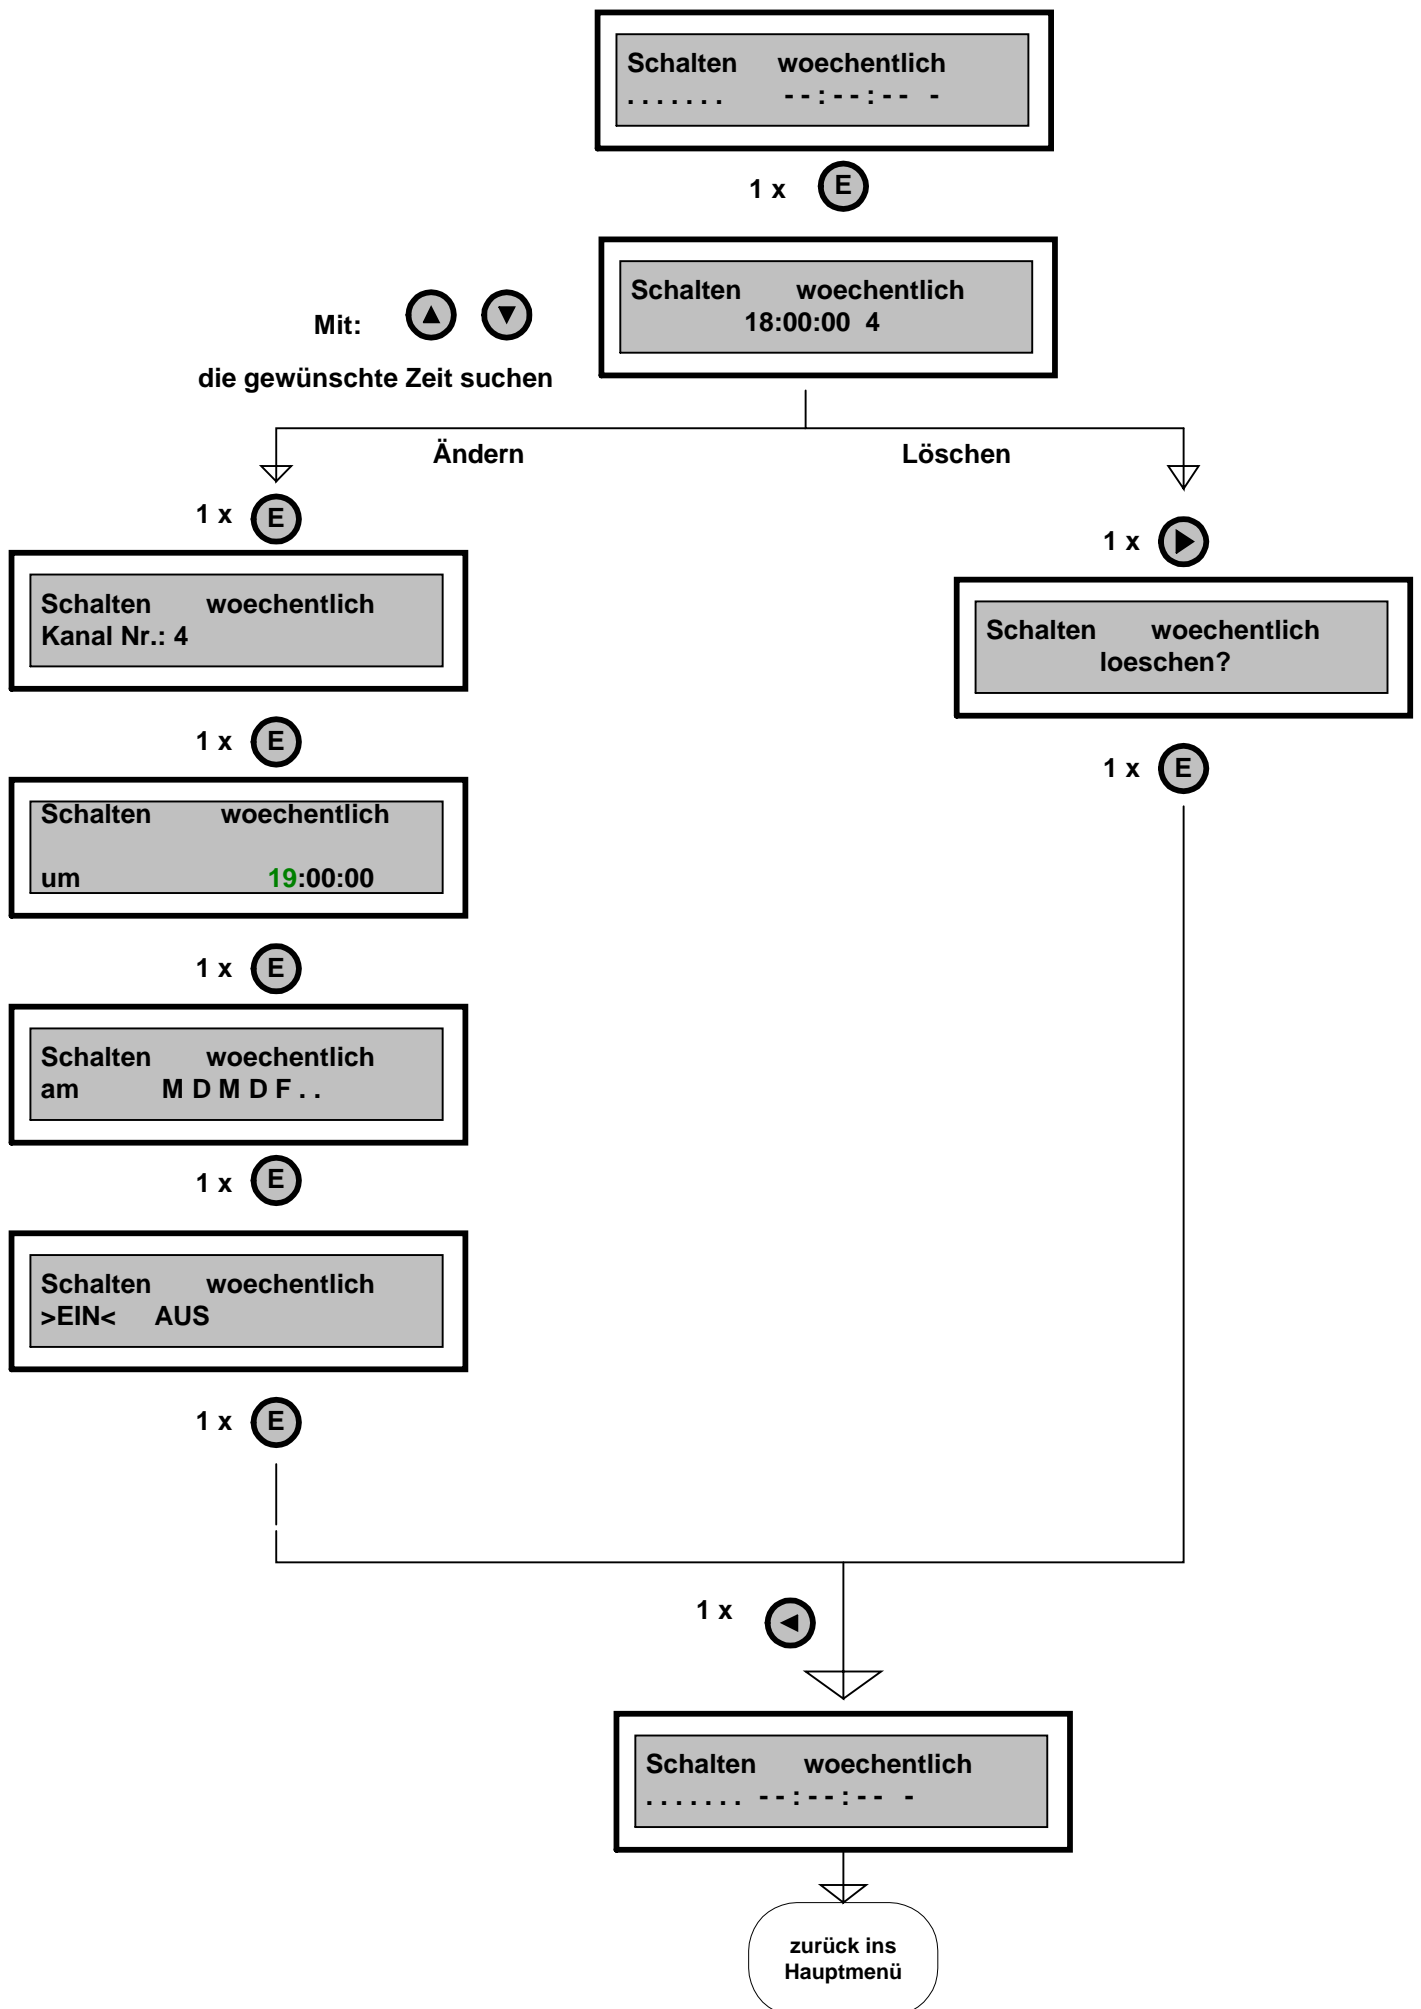 Schalten woechentlich
. . . . . . . - - : - - : - - -
1 x E
Schalten woechentlich
18:00:00 4
Mit:
die gewünschte Zeit suchen
Ändern
Löschen
1 x E
Schalten woechentlich
Kanal Nr.: 4
1 x E
Schalten woechentlich
um 19:00:00
1 x E
Schalten woechentlich
am M D M D F . .
1 x E
Schalten woechentlich
>EIN< AUS
1 x E
1 x
Schalten woechentlich
loeschen?
1 x E
1 x
Schalten woechentlich
. . . . . . . - - : - - : - - -
zurück ins
Hauptmenü